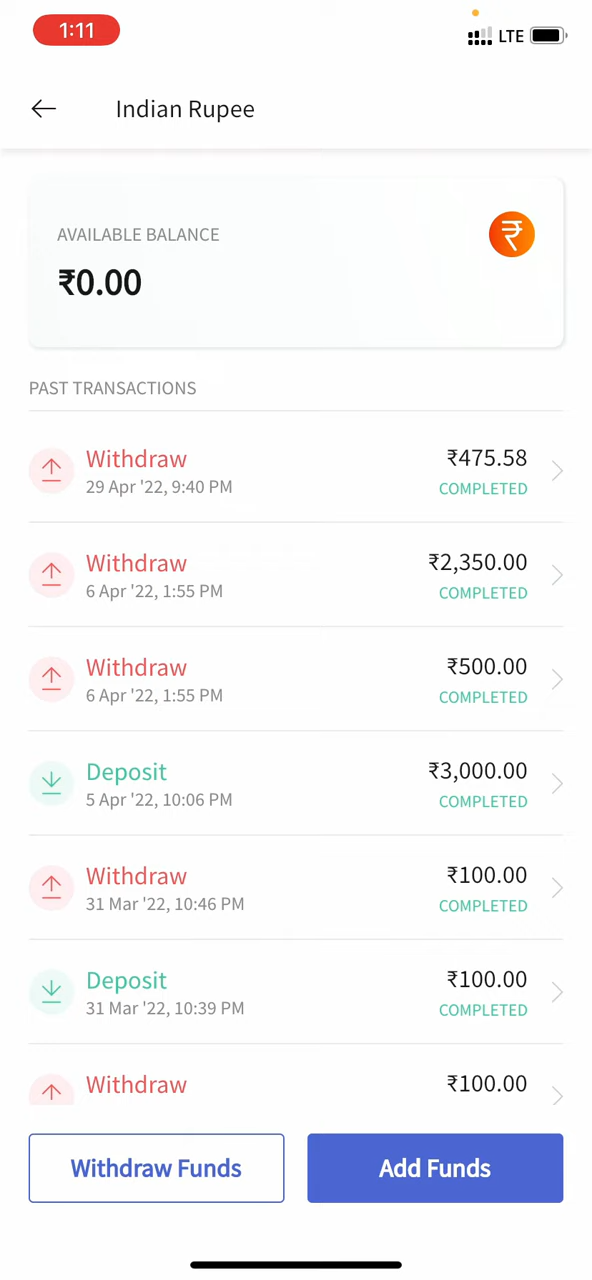 1:11
LTE
Indian Rupee
AVAILABLE BALANCE
₹
₹0.00
PAST TRANSACTIONS
Withdraw
₹475.58
29 Apr '22, 9:40 PM
COMPLETED
Withdraw
₹2,350.00
6 Apr '22, 1:55 PM
COMPLETED
Withdraw
₹500.00
6 Apr '22, 1:55 PM
COMPLETED
Deposit
₹3,000.00
5 Apr '22, 10:06 PM
COMPLETED
Withdraw
₹100.00
31 Mar '22, 10:46 PM
COMPLETED
Deposit
₹100.00
31 Mar '22, 10:39 PM
COMPLETED
Withdraw
₹100.00
Withdraw Funds
Add Funds